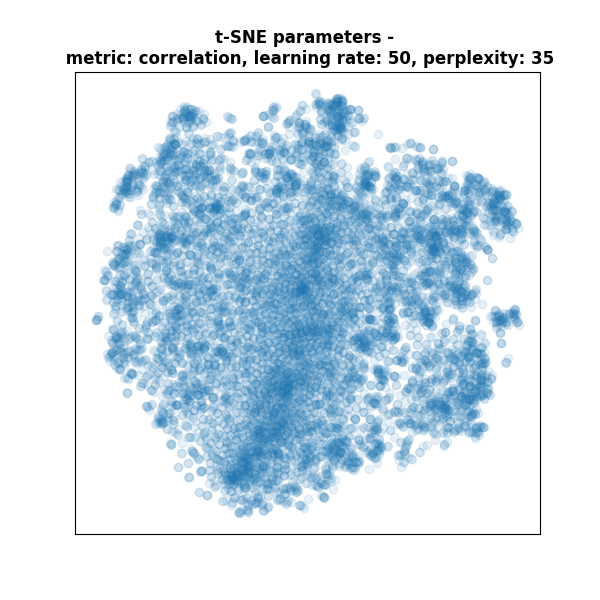 t-SNE parameters -
metric: correlation, learning rate: 50, perplexity: 35